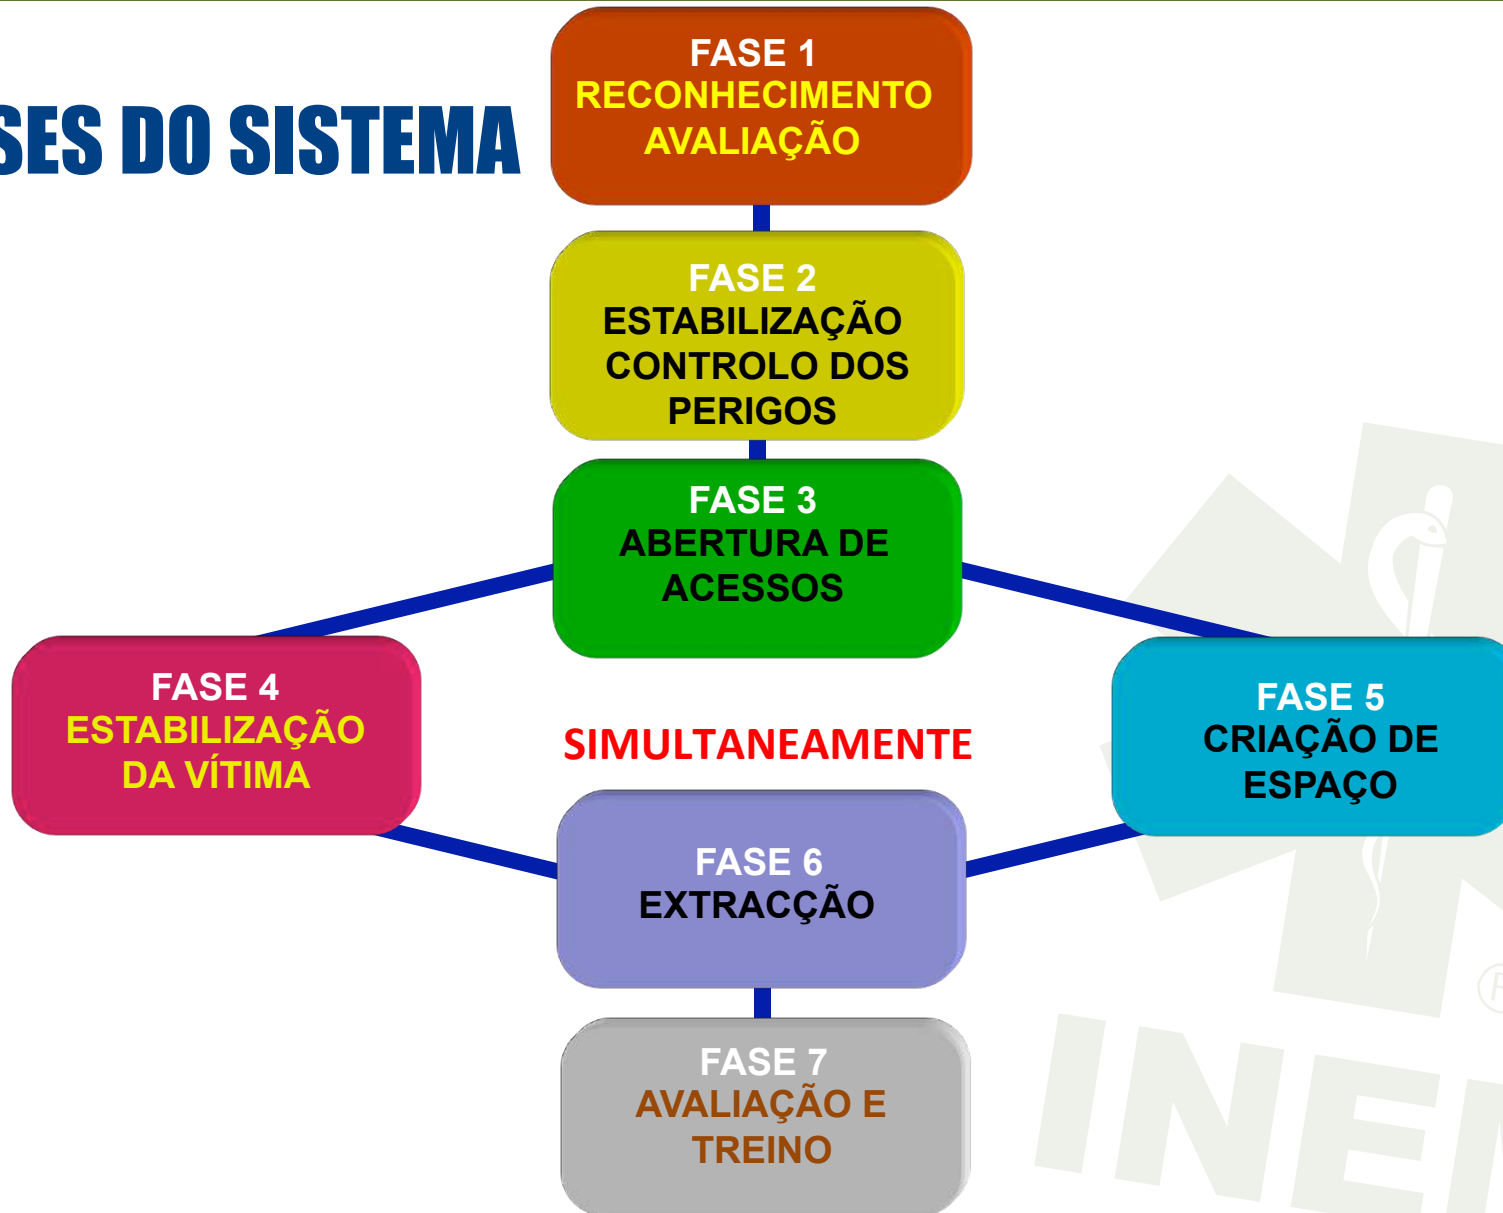 SES DO SISTEMA
FASE 1
RECONHECIMENTO
AVALIAÇÃO
FASE 2
ESTABILIZAÇÃO
CONTROLO DOS
PERIGOS
FASE 3
ABERTURA DE
ACESSOS
FASE 4
ESTABILIZAÇÃO
DA VÍTIMA
SIMULTANEAMENTE
FASE 5
CRIAÇÃO DE
ESPAÇO
FASE 6
EXTRACÇÃO
FASE 7
AVALIAÇÃO E
TREINO
INEM